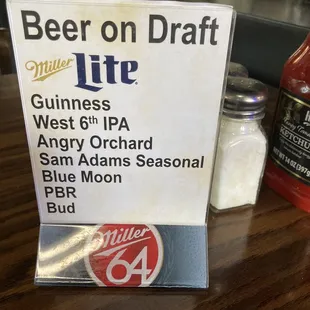 Beer on Draft
Miller Lite
Guinness
West 6th IPA
Angry Orchard
Sam Adams Seasonal
Blue Moon
PBR
Bud
Miller
64
KETCHUP